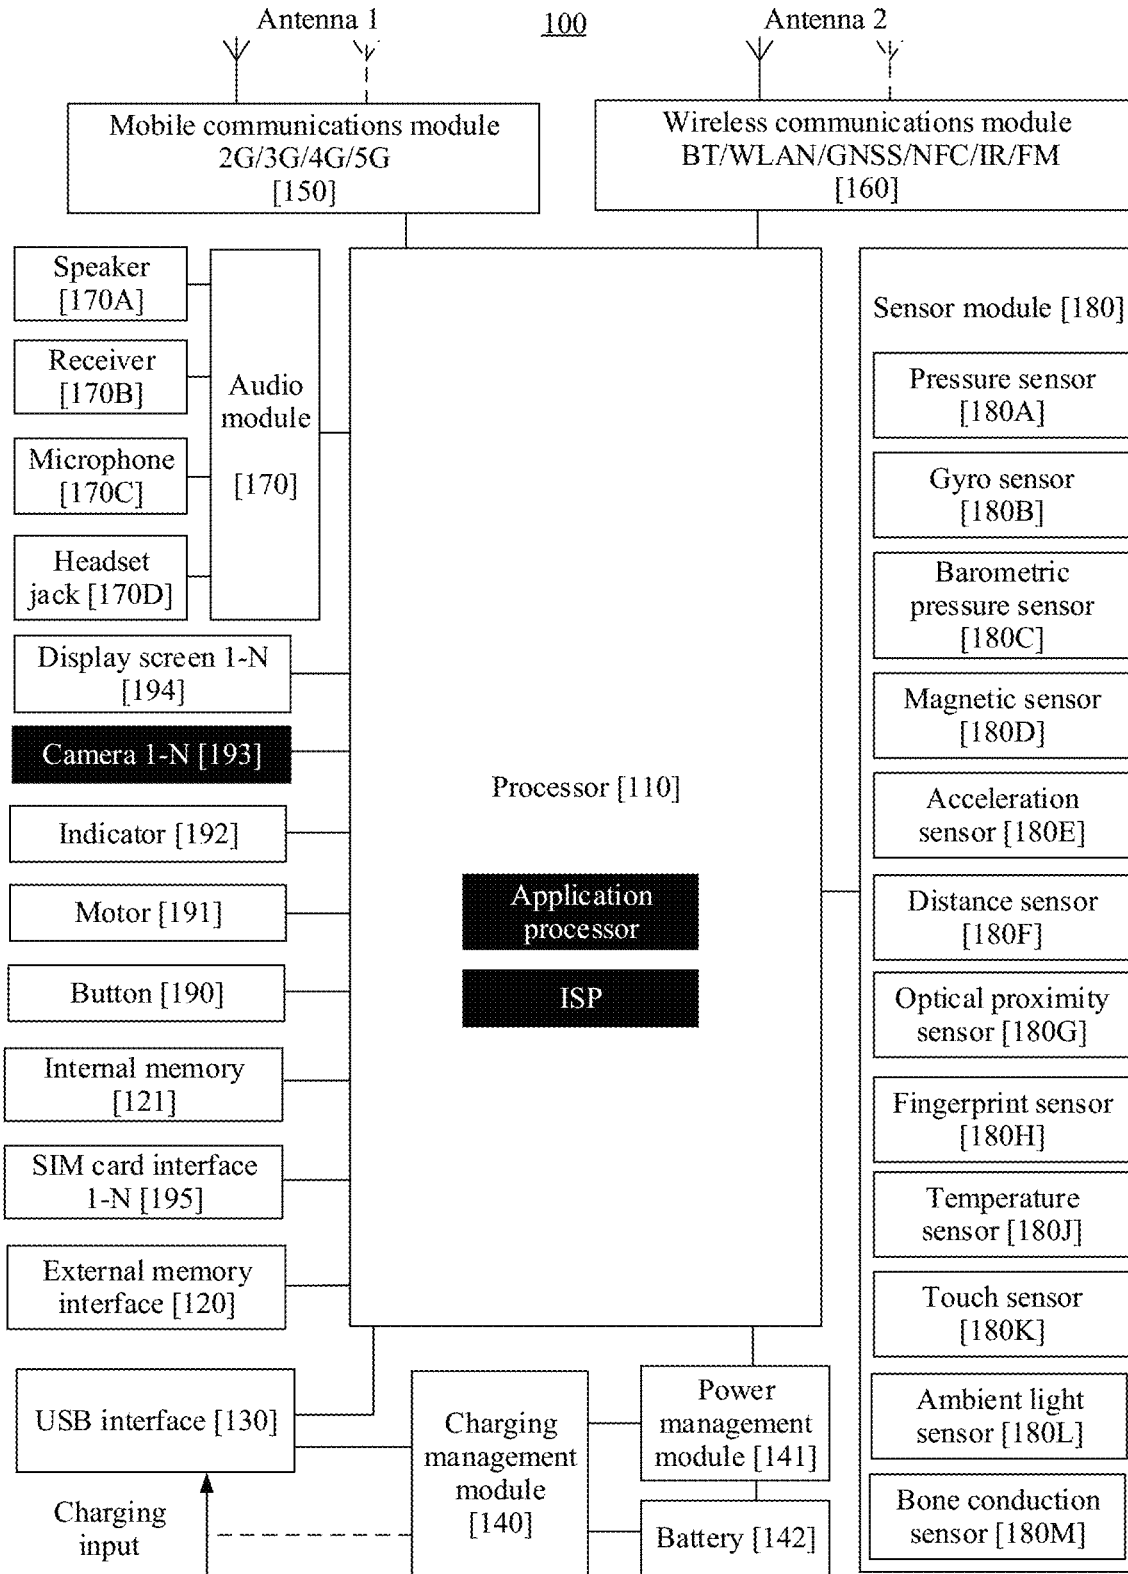 Antenna 1
100
Antenna 2
Mobile communications module
2G/3G/4G/5G
[150]
Wireless communications module
BT/WLAN/GNSS/NFC/IR/FM
[160]
Speaker
[170A]
Receiver
[170B]
Microphone
[170C]
Headset
jack [170D]
Audio
module
[170]
Display screen 1-N
[194]
Camera 1-N [193]
Indicator [192]
Motor [191]
Button [190]
Internal memory
[121]
SIM card interface
1-N [195]
External memory
interface [120]
Processor [110]
Application
processor
ISP
Sensor module [180]
Pressure sensor
[180A]
Gyro sensor
[180B]
Barometric
pressure sensor
[180C]
Magnetic sensor
[180D]
Acceleration
sensor [180E]
Distance sensor
[180F]
Optical proximity
sensor [180G]
Fingerprint sensor
[180H]
Temperature
sensor [180J]
Touch sensor
[180K]
Ambient light
sensor [180L]
Bone conduction
sensor [180M]
USB interface [130]
Charging
input
Charging
management
module
[140]
Power
management
module [141]
Battery [142]